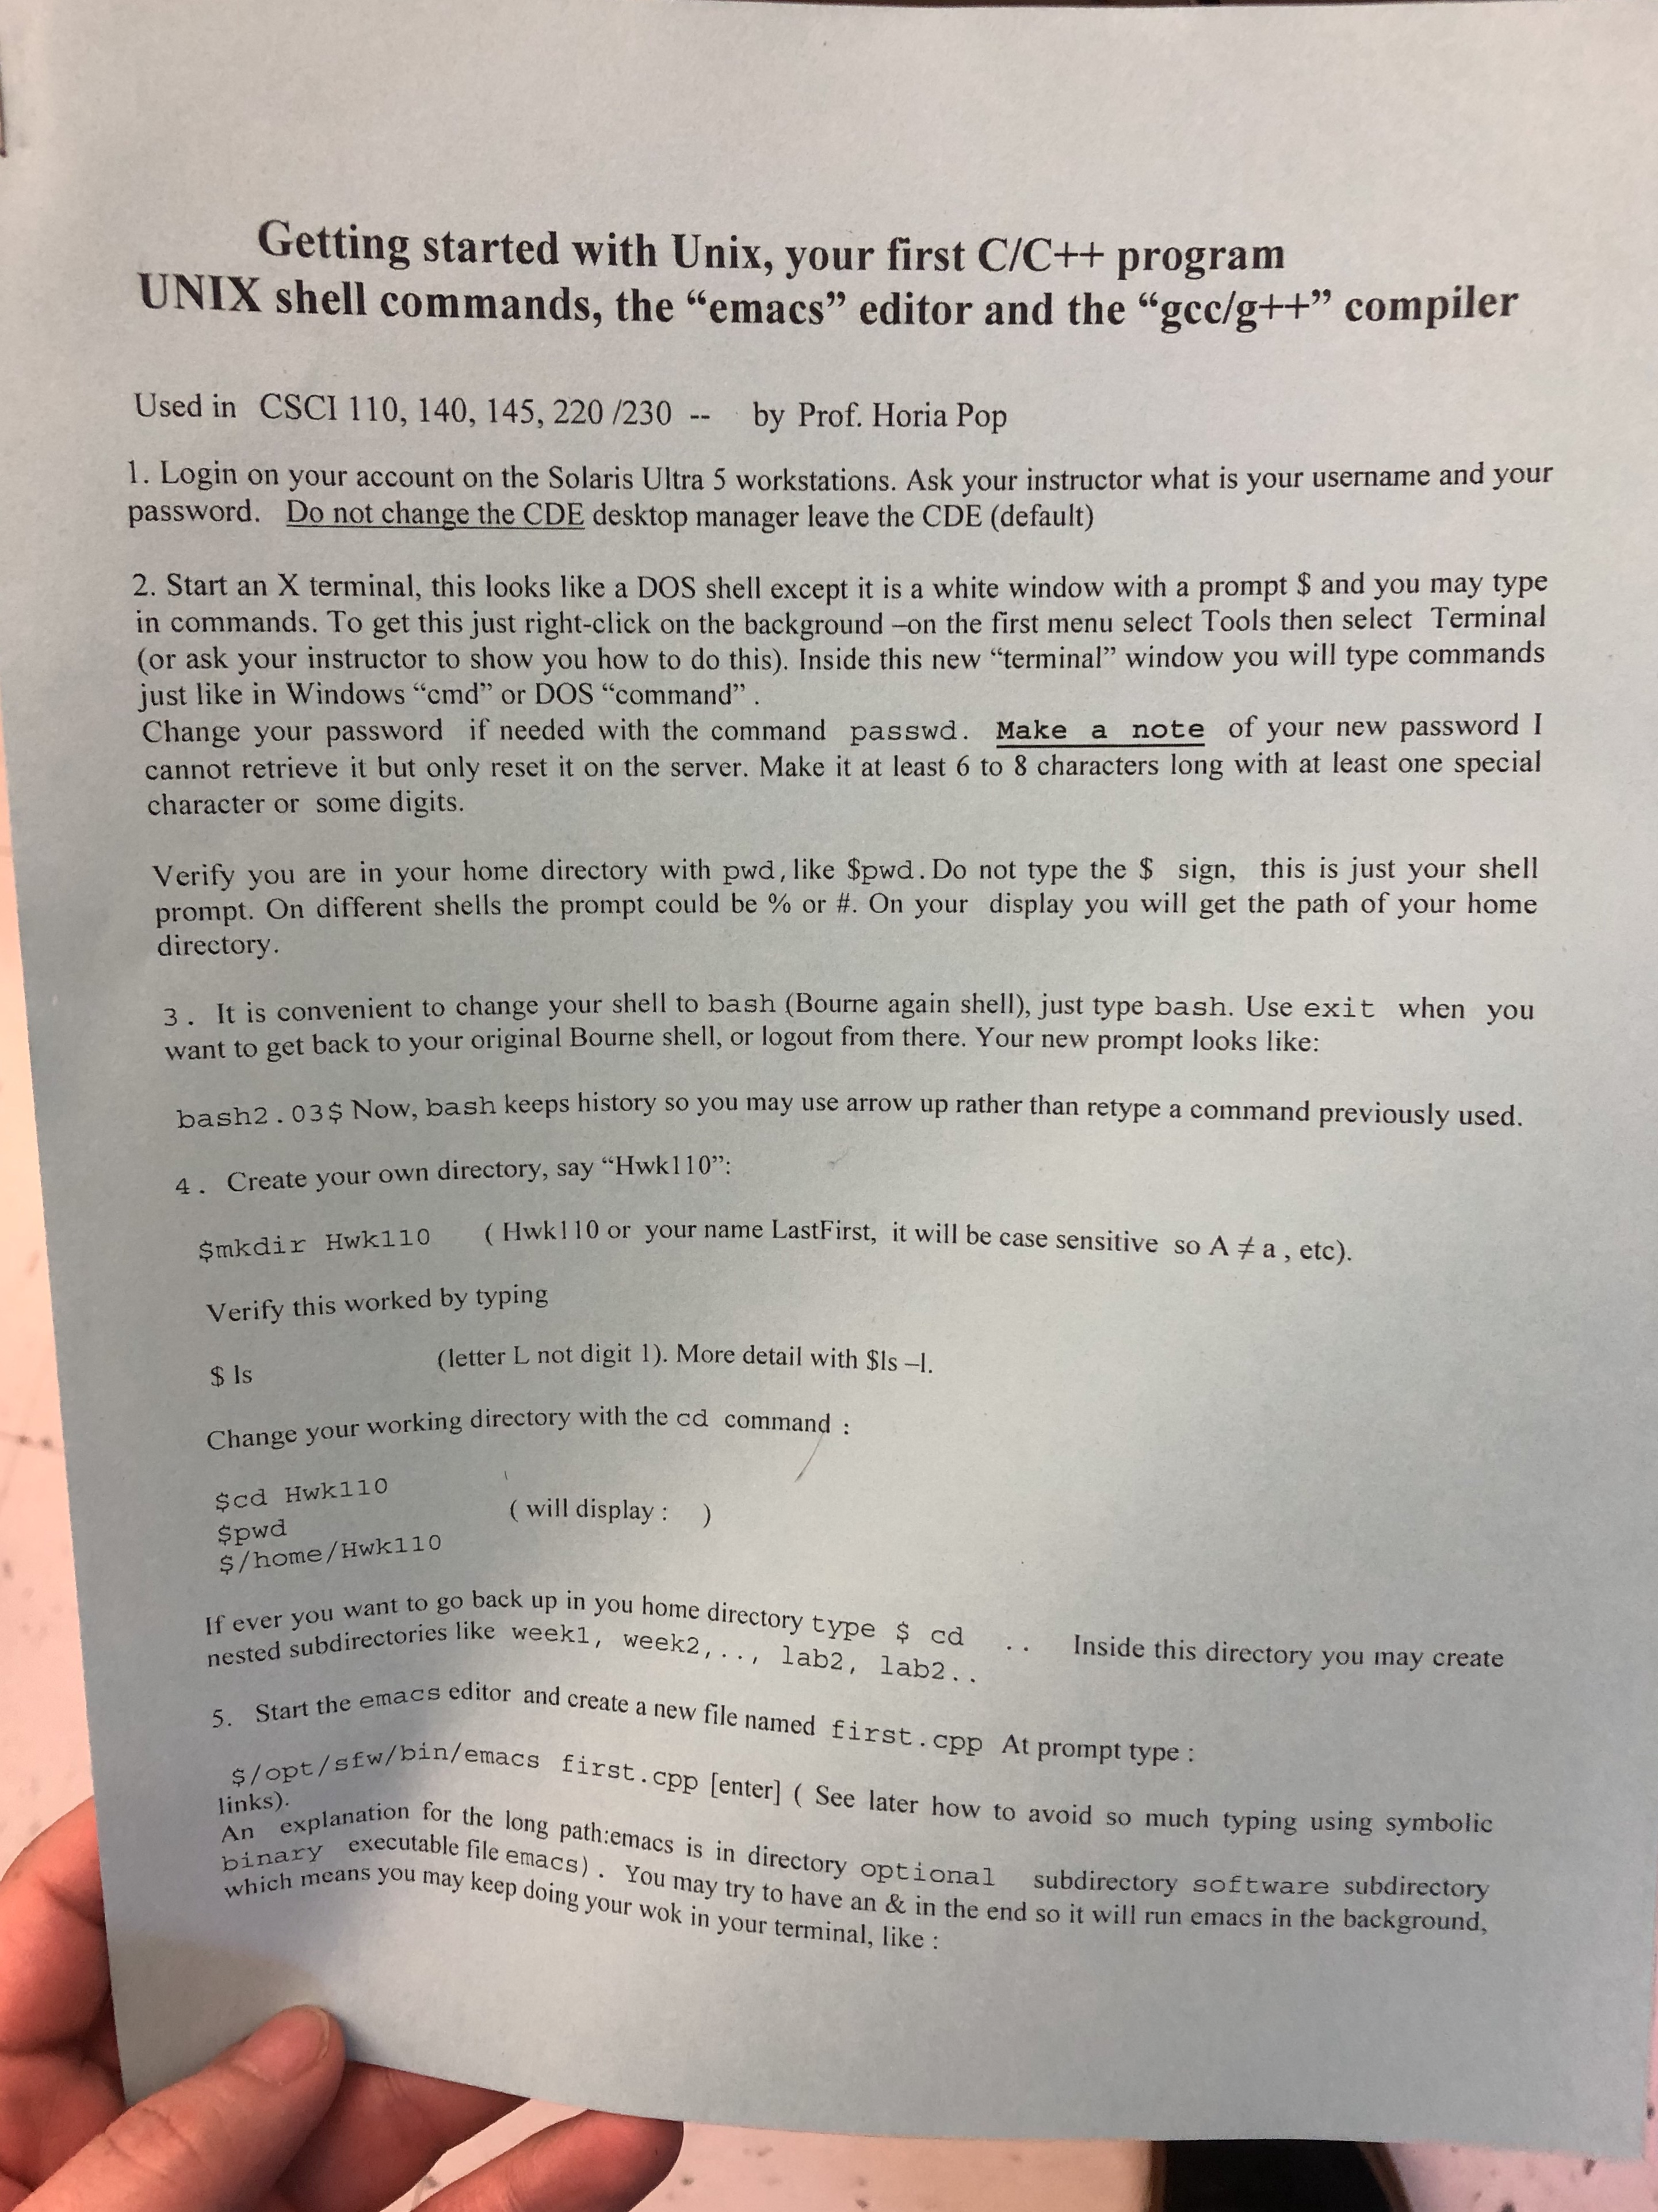 Getting started with Unix, your first C/C++ program
UNIX shell commands, the “emacs” editor and the “gcc/g++” compiler
Used in CSCI 110, 140, 145, 220 /230 -- by Prof. Horia Pop
1. Login on your account on the Solaris Ultra 5 workstations. Ask your instructor what is your username and your
password. Do not change the CDE desktop manager leave the CDE (default)
2. Start an X terminal, this looks like a DOS shell except it is a white window with a prompt $ and you may type
in commands. To get this just right-click on the background –on the first menu select Tools then select Terminal
(or ask your instructor to show you how to do this). Inside this new “terminal” window you will type commands
just like in Windows “cmd” or DOS “command” .
Change your password if needed with the command passwd. Make a note of your new password I
cannot retrieve it but only reset it on the server. Make it at least 6 to 8 characters long with at least one special
character or some digits.
Verify you are in your home directory with pwd, like $pwd. Do not type the $ sign, this is just your shell
prompt. On different shells the prompt could be % or #. On your display you will get the path of your home
directory.
3. It is convenient to change your shell to bash (Bourne again shell), just type bash. Use exit when you
want to get back to your original Bourne shell, or logout from there. Your new prompt looks like:
bash2.03$ Now, bash keeps history so you may use arrow up rather than retype a command previously used.
4. Create your own directory, say “Hwk110”:
$mkdir Hwk110 ( Hwk110 or your name LastFirst, it will be case sensitive so A ≠ a , etc).
Verify this worked by typing
$ ls (letter L not digit 1). More detail with $ls –l.
Change your working directory with the cd command :
$cd Hwk110
$pwd ( will display : )
$/home/Hwk110
If ever you want to go back up in you home directory type $ cd .. Inside this directory you may create
nested subdirectories like week1, week2,.., lab2, lab2..
5. Start the emacs editor and create a new file named first.cpp At prompt type :
$/opt/sfw/bin/emacs first.cpp [enter] ( See later how to avoid so much typing using symbolic
links).
An explanation for the long path:emacs is in directory optional subdirectory software subdirectory
binary executable file emacs). You may try to have an & in the end so it will run emacs in the background,
which means you may keep doing your wok in your terminal, like :